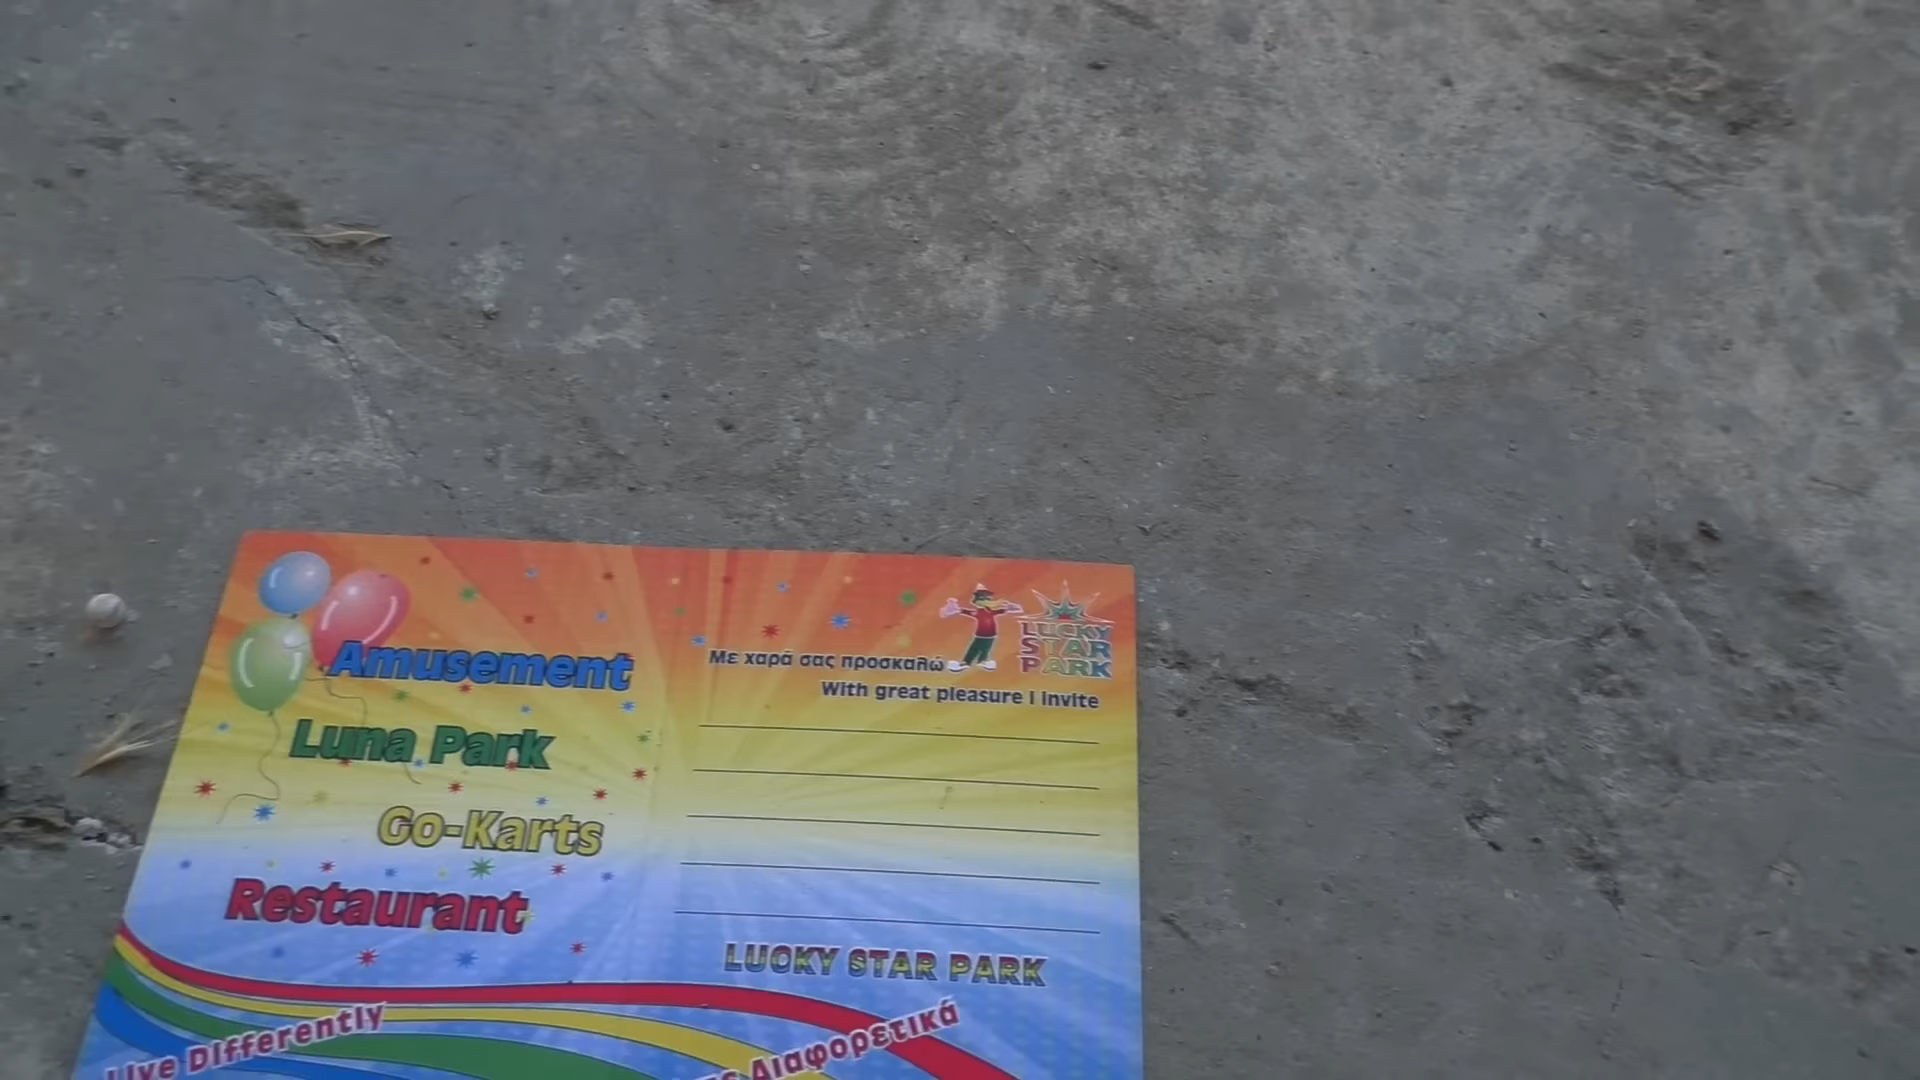 Amusement
Luna Park
Go-Karts
Restaurant
Με χαρά σας προσκαλώ
With great pleasure I invite
LUCKY
STAR
PARK
LUCKY STAR PARK
Live Differently
Διαφορετικά